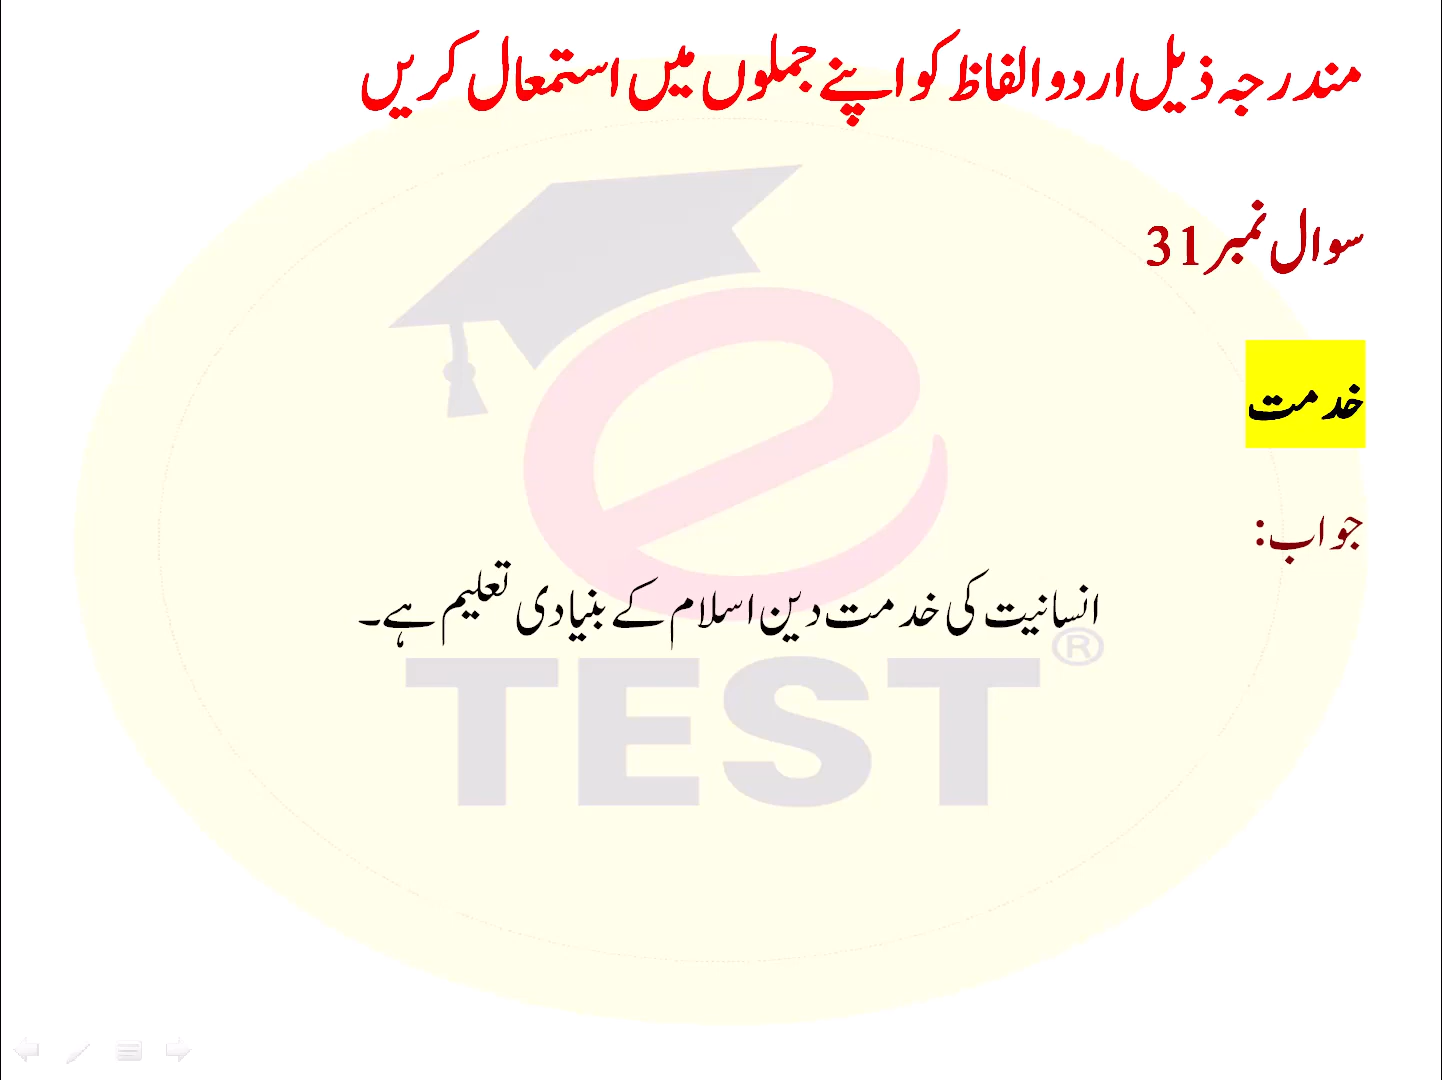 مندرجہ ذیل اردو الفاظ کو اپنے جملوں میں استمعال کریں
سوال نمبر 31
خدمت
جواب:
انسانیت کی خدمت دین اسلام کے بنیادی تعلیم ہے۔
e
TEST®